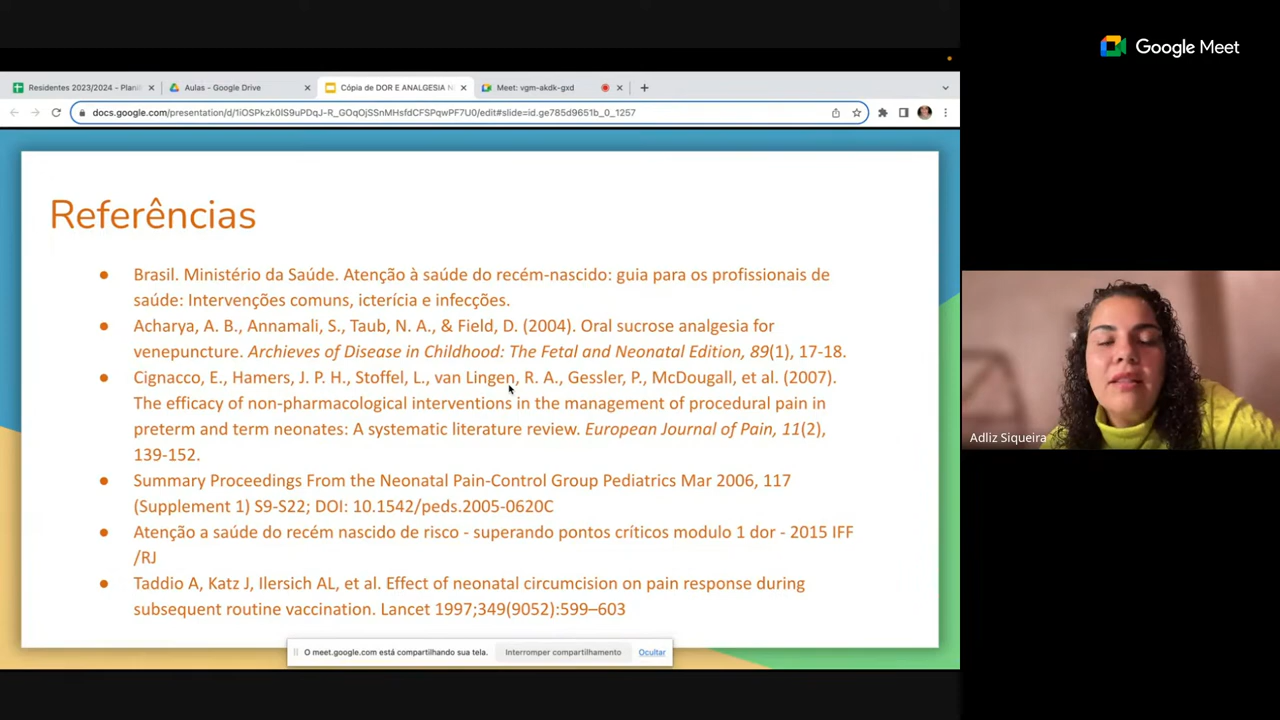 Google Meet
Residentes 2023/2024 - Plani
Aulas - Google Drive
Cópia de DOR E ANALGESIA N
Meet: vgm-akdk-gxd
docs.google.com/presentation/d/1iOSPkzk0lS9uPDqJ-R_GOqOjSSnMHsfdCFSPqwPF7U0/edit#slide=id.ge785d9651b_0_1257
Referências
● Brasil. Ministério da Saúde. Atenção à saúde do recém-nascido: guia para os profissionais de
saúde: Intervenções comuns, icterícia e infecções.
● Acharya, A. B., Annamali, S., Taub, N. A., & Field, D. (2004). Oral sucrose analgesia for
venepuncture. Archieves of Disease in Childhood: The Fetal and Neonatal Edition, 89(1), 17-18.
● Cignacco, E., Hamers, J. P. H., Stoffel, L., van Lingen, R. A., Gessler, P., McDougall, et al. (2007).
The efficacy of non-pharmacological interventions in the management of procedural pain in
preterm and term neonates: A systematic literature review. European Journal of Pain, 11(2),
139-152.
● Summary Proceedings From the Neonatal Pain-Control Group Pediatrics Mar 2006, 117
(Supplement 1) S9-S22; DOI: 10.1542/peds.2005-0620C
● Atenção a saúde do recém nascido de risco - superando pontos críticos modulo 1 dor - 2015 IFF
/RJ
● Taddio A, Katz J, Ilersich AL, et al. Effect of neonatal circumcision on pain response during
subsequent routine vaccination. Lancet 1997;349(9052):599–603
O meet.google.com está compartilhando sua tela.
Interromper compartilhamento
Ocultar
Adliz Siqueira